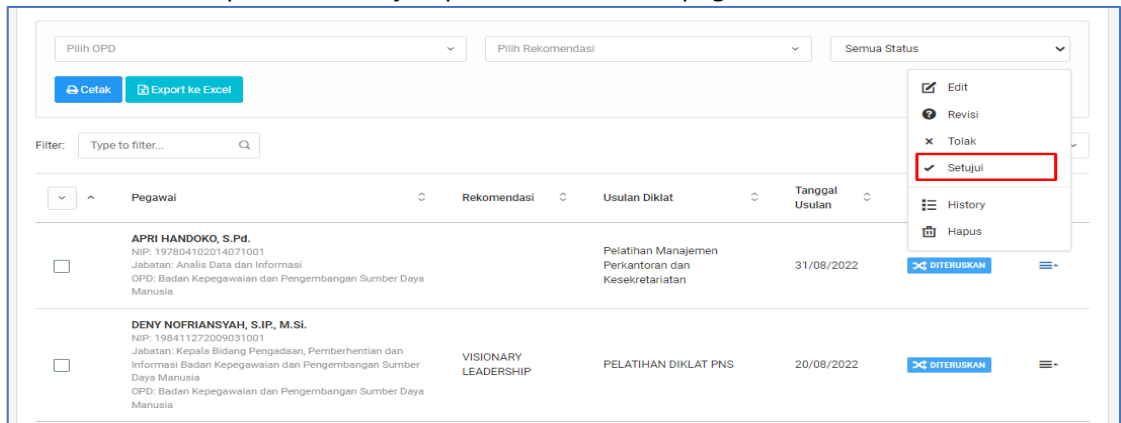 Pilih OPD
Pilih Rekomendasi
Semua Status
Cetak
Export ke Excel
Edit
Revisi
Tolak
Setujui
History
Hapus
Filter:
Type to filter...
Pegawai
Rekomendasi
Usulan Diklat
Tanggal
Usulan
APRI HANDOKO, S.Pd.
NIP: 197804102014071001
Jabatan: Analis Data dan Informasi
OPD: Badan Kepegawaian dan Pengembangan Sumber Daya
Manusia
Pelatihan Manajemen
Perkantoran dan
Kesekretariatan
31/08/2022
DITERUSKAN
DENY NOFRIANSYAH, S.IP., M.Si.
NIP: 198411272009031001
Jabatan: Kepala Bidang Pengadaan, Pemberhentian dan
Informasi Badan Kepegawaian dan Pengembangan Sumber
Daya Manusia
OPD: Badan Kepegawaian dan Pengembangan Sumber Daya
Manusia
VISIONARY
LEADERSHIP
PELATIHAN DIKLAT PNS
20/08/2022
DITERUSKAN